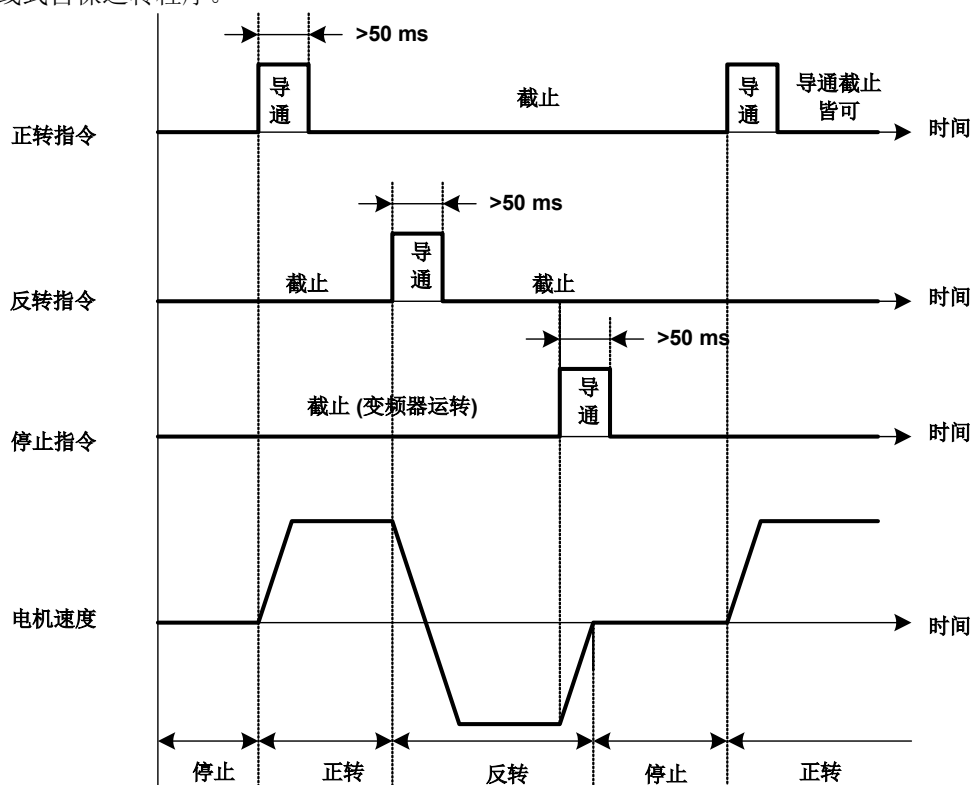 >50 ms
导通
截止
导通
导通截止
皆可
正转指令
时间
>50 ms
导通
截止
截止
反转指令
时间
>50 ms
导通
截止 (变频器运转)
停止指令
时间
电机速度
时间
停止
正转
反转
停止
正转